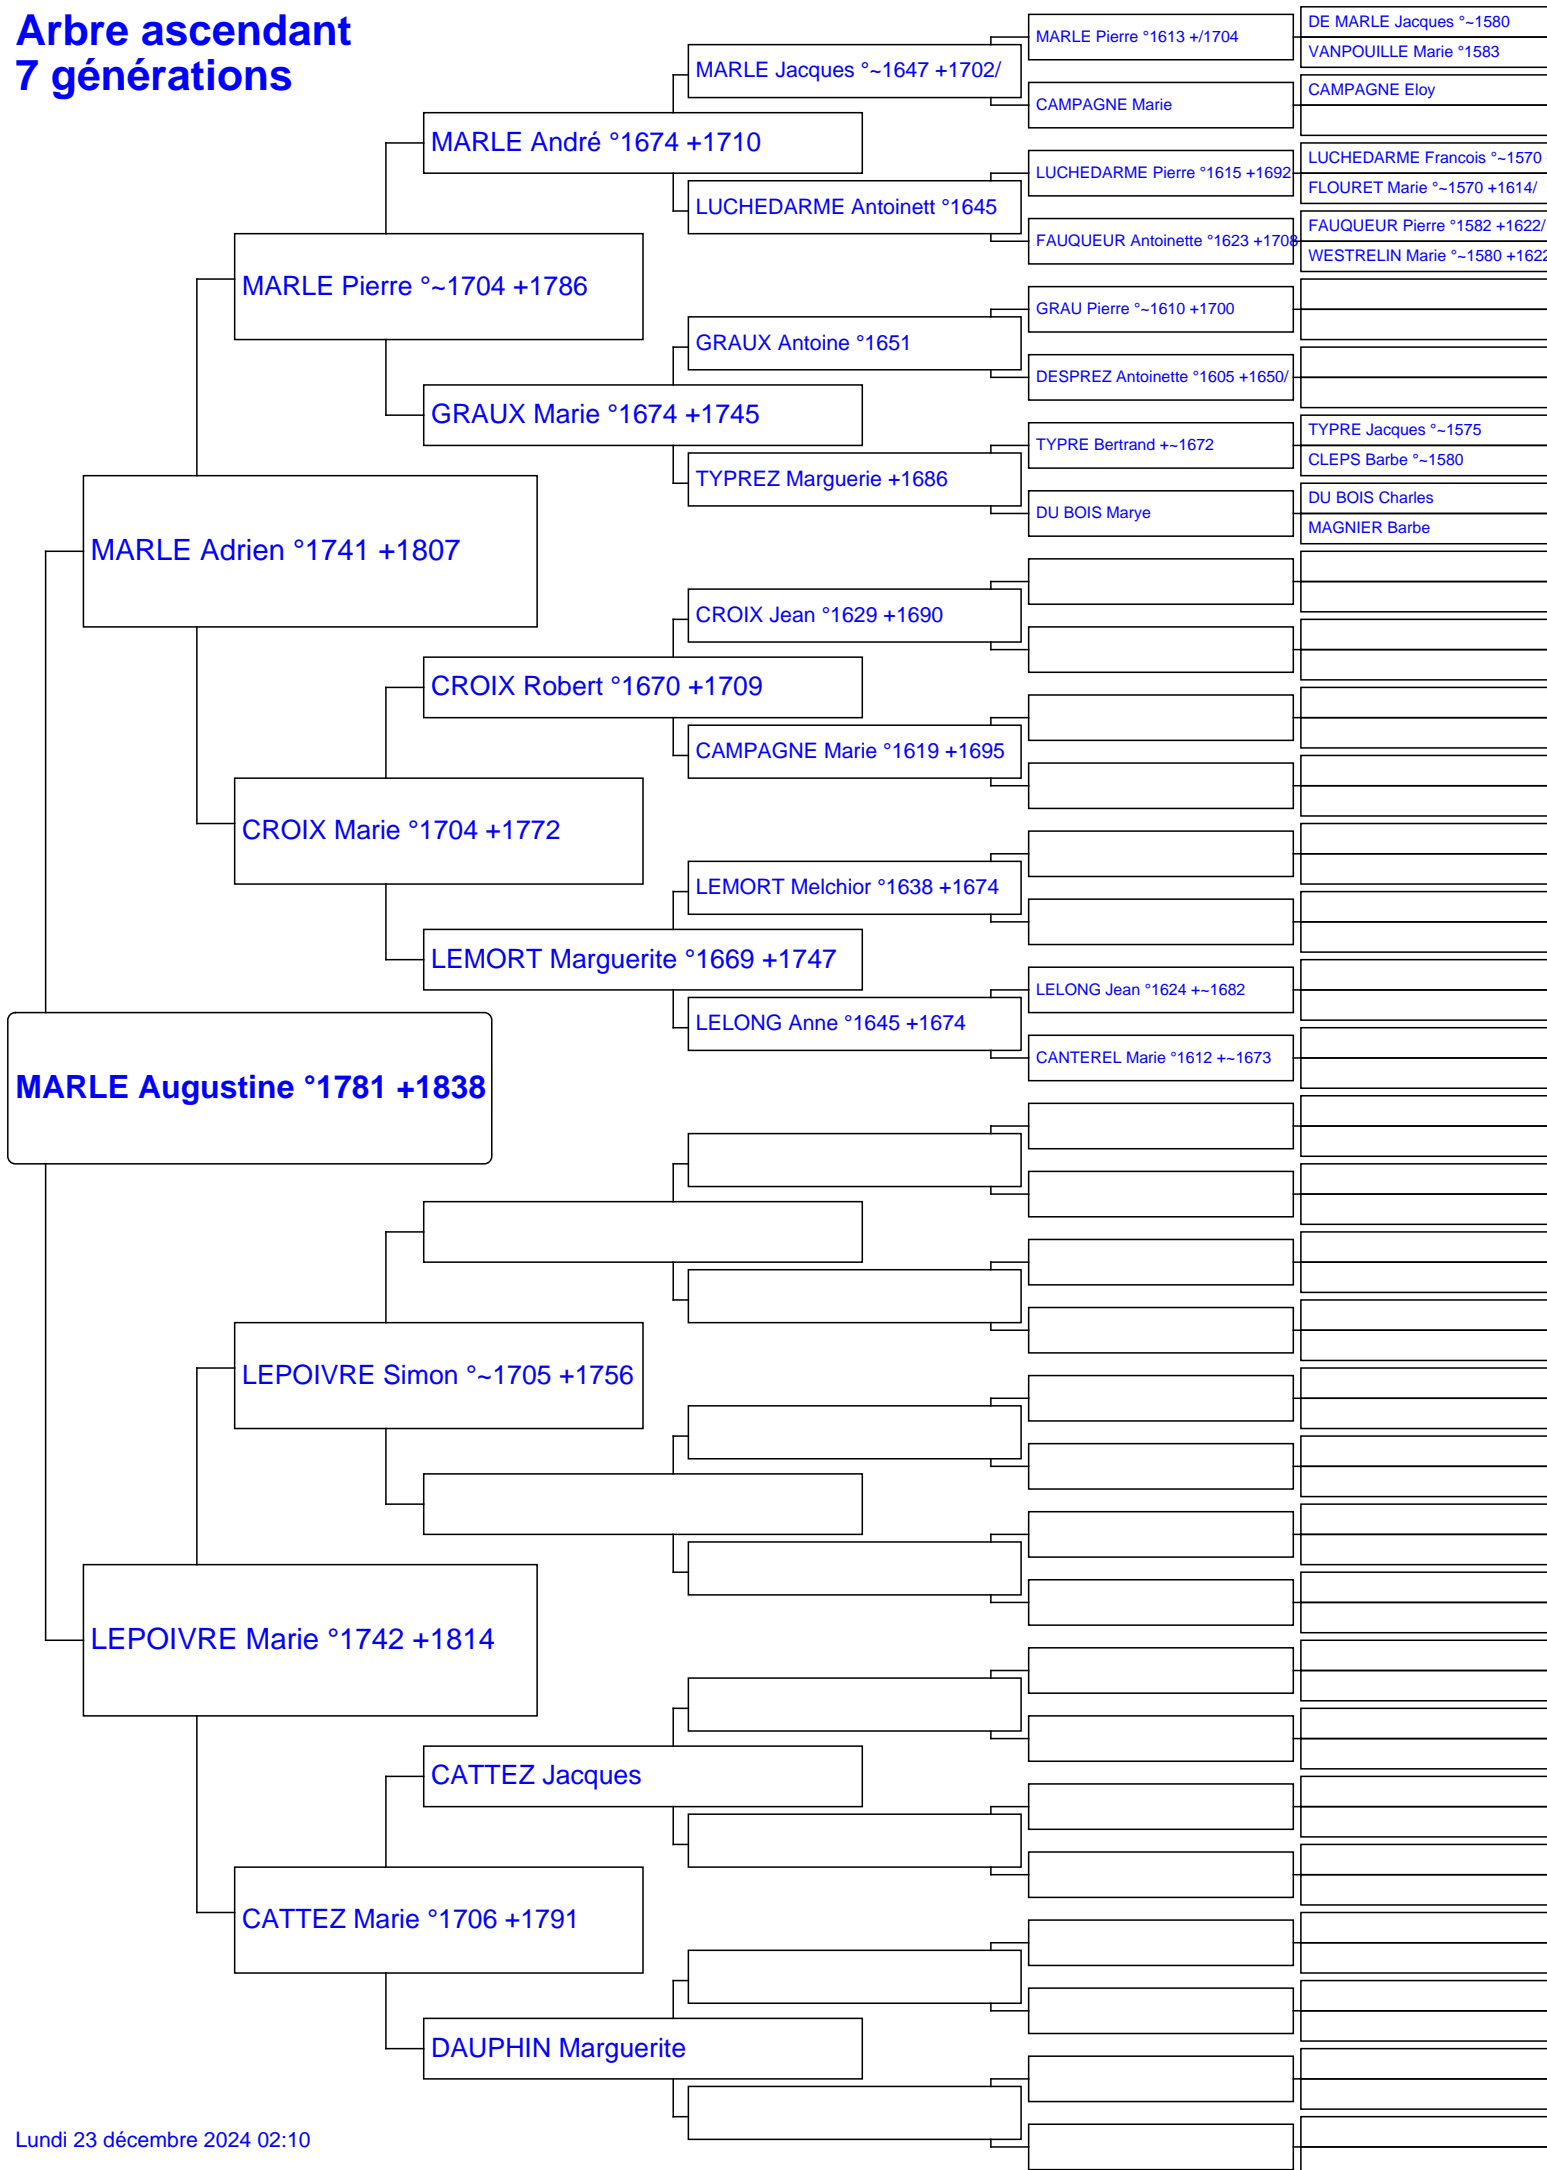 Arbre ascendant
7 générations
MARLE Augustine °1781 +1838
MARLE Adrien °1741 +1807
LEPOIVRE Marie °1742 +1814
MARLE Pierre °~1704 +1786
CROIX Marie °1704 +1772
LEPOIVRE Simon °~1705 +1756
CATTEZ Marie °1706 +1791
MARLE André °1674 +1710
GRAUX Marie °1674 +1745
CROIX Robert °1670 +1709
LEMORT Marguerite °1669 +1747
CATTEZ Jacques
DAUPHIN Marguerite
MARLE Jacques °~1647 +1702/
LUCHEDARME Antoinett °1645
GRAUX Antoine °1651
TYPREZ Marguerie +1686
CROIX Jean °1629 +1690
CAMPAGNE Marie °1619 +1695
LEMORT Melchior °1638 +1674
LELONG Anne °1645 +1674
MARLE Pierre °1613 +/1704
CAMPAGNE Marie
LUCHEDARME Pierre °1615 +1692
FAUQUEUR Antoinette °1623 +1708
GRAU Pierre °~1610 +1700
DESPREZ Antoinette °1605 +1650/
TYPRE Bertrand +~1672
DU BOIS Marye
LELONG Jean °1624 +~1682
CANTEREL Marie °1612 +~1673
DE MARLE Jacques °~1580
VANPOUILLE Marie °1583
CAMPAGNE Eloy
LUCHEDARME Francois °~1570
FLOURET Marie °~1570 +1614/
FAUQUEUR Pierre °1582 +1622/
WESTRELIN Marie °~1580 +1622
TYPRE Jacques °~1575
CLEPS Barbe °~1580
DU BOIS Charles
MAGNIER Barbe
Lundi 23 décembre 2024 02:10